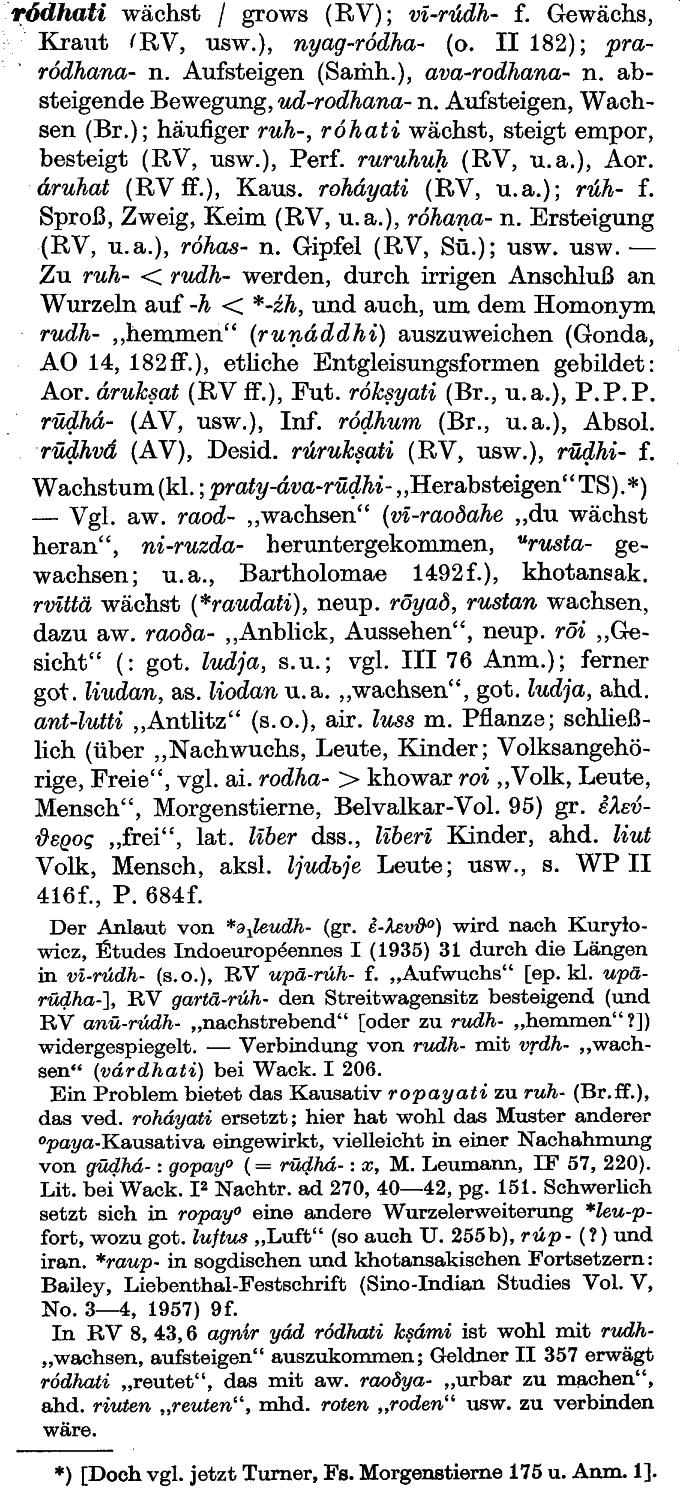 ródhati wächst / grows (RV); vī-rúdh- f. Gewächs,
Kraut (RV, usw.), nyag-ródha- (o. II 182); pra-
ródhana- n. Aufsteigen (Saṁh.), ava-rodhana- n. ab-
steigende Bewegung, ud-rodhana- n. Aufsteigen, Wach-
sen (Br.); häufiger ruh-, róhati wächst, steigt empor,
besteigt (RV, usw.), Perf. ruruhuḥ (RV, u.a.), Aor.
áruhat (RV ff.), Kaus. roháyati (RV, u.a.); rúh- f.
Sproß, Zweig, Keim (RV, u.a.), róhaṇa- n. Ersteigung
(RV, u.a.), róhas- n. Gipfel (RV, Sū.); usw. usw. —
Zu ruh- < rudh- werden, durch irrigen Anschluß an
Wurzeln auf -h < *-źh, und auch, um dem Homonym
rudh- „hemmen“ (ruṇáddhi) auszuweichen (Gonda,
AO 14, 182ff.), etliche Entgleisungsformen gebildet:
Aor. árukṣat (RV ff.), Fut. rókṣyati (Br., u.a.), P.P.P.
rūḍhá- (AV, usw.), Inf. róḍhum (Br., u.a.), Absol.
rūḍhvā́ (AV), Desid. rúrukṣati (RV, usw.), rūḍhi- f.
Wachstum (kl.; praty-áva-rūḍhi- „Herabsteigen“ TS).*)
— Vgl. aw. raod- „wachsen“ (vī-raoδahe „du wächst
heran“, ni-ruzda- heruntergekommen, ᵘrusta- ge-
wachsen; u.a., Bartholomae 1492f.), khotansak.
rvīttä wächst (*raudati), neup. rōyaδ, rustan wachsen,
dazu aw. raoδa- „Anblick, Aussehen“, neup. rōi „Ge-
sicht“ (: got. ludja, s.u.; vgl. III 76 Anm.); ferner
got. liudan, as. liodan u.a. „wachsen“, got. ludja, ahd.
ant-lutti „Antlitz“ (s.o.), air. luss m. Pflanze; schließ-
lich (über „Nachwuchs, Leute, Kinder; Volksangehö-
rige, Freie“, vgl. ai. rodha- > khowar roi „Volk, Leute,
Mensch“, Morgenstierne, Belvalkar-Vol. 95) gr. ἐλεύ-
ϑερος „frei“, lat. līber dss., līberī Kinder, ahd. liut
Volk, Mensch, aksl. ljudьje Leute; usw., s. WP II
416f., P. 684f.
Der Anlaut von *ə₁leudh- (gr. ἐ-λευϑ°) wird nach Kuryło-
wicz, Études Indoeuropéennes I (1935) 31 durch die Längen
in vī-rúdh- (s.o.), RV upā-rúh- f. „Aufwuchs“ [ep. kl. upā-
rūḍha-], RV gartā-rúh- den Streitwagensitz besteigend (und
RV anū-rúdh- „nachstrebend“ [oder zu rudh- „hemmen“?])
widergespiegelt. — Verbindung von rudh- mit vṛdh- „wach-
sen“ (várdhati) bei Wack. I 206.
Ein Problem bietet das Kausativ ropayati zu ruh- (Br.ff.),
das ved. roháyati ersetzt; hier hat wohl das Muster anderer
°paya-Kausativa eingewirkt, vielleicht in einer Nachahmung
von gūḍhá- : gopay° (= rūḍhá- : x, M. Leumann, IF 57, 220).
Lit. bei Wack. I² Nachtr. ad 270, 40—42, pg. 151. Schwerlich
setzt sich in ropay° eine andere Wurzelerweiterung *leu-p-
fort, wozu got. luftus „Luft“ (so auch U. 255b), rúp- (?) und
iran. *raup- in sogdischen und khotansakischen Fortsetzern:
Bailey, Liebenthal-Festschrift (Sino-Indian Studies Vol. V,
No. 3—4, 1957) 9f.
In RV 8, 43,6 agnír yád ródhati kṣámi ist wohl mit rudh-
„wachsen, aufsteigen“ auszukommen; Geldner II 357 erwägt
ródhati „reutet“, das mit aw. raoδya- „urbar zu machen“,
ahd. riuten „reuten“, mhd. roten „roden“ usw. zu verbinden
wäre.
*) [Doch vgl. jetzt Turner, Fs. Morgenstierne 175 u. Anm. 1].